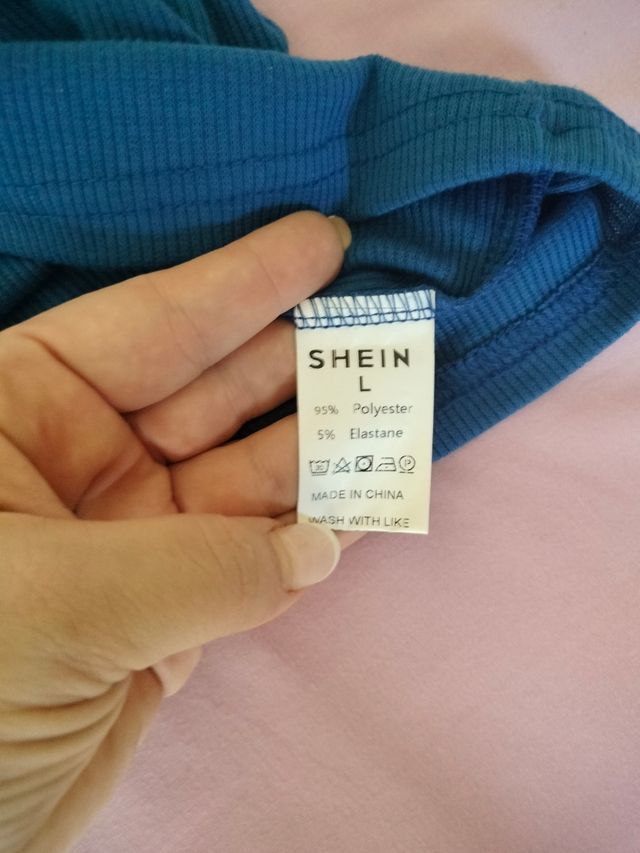 SHEIN
L
95% Polyester
5% Elastane
MADE IN CHINA
WASH WITH LIKE